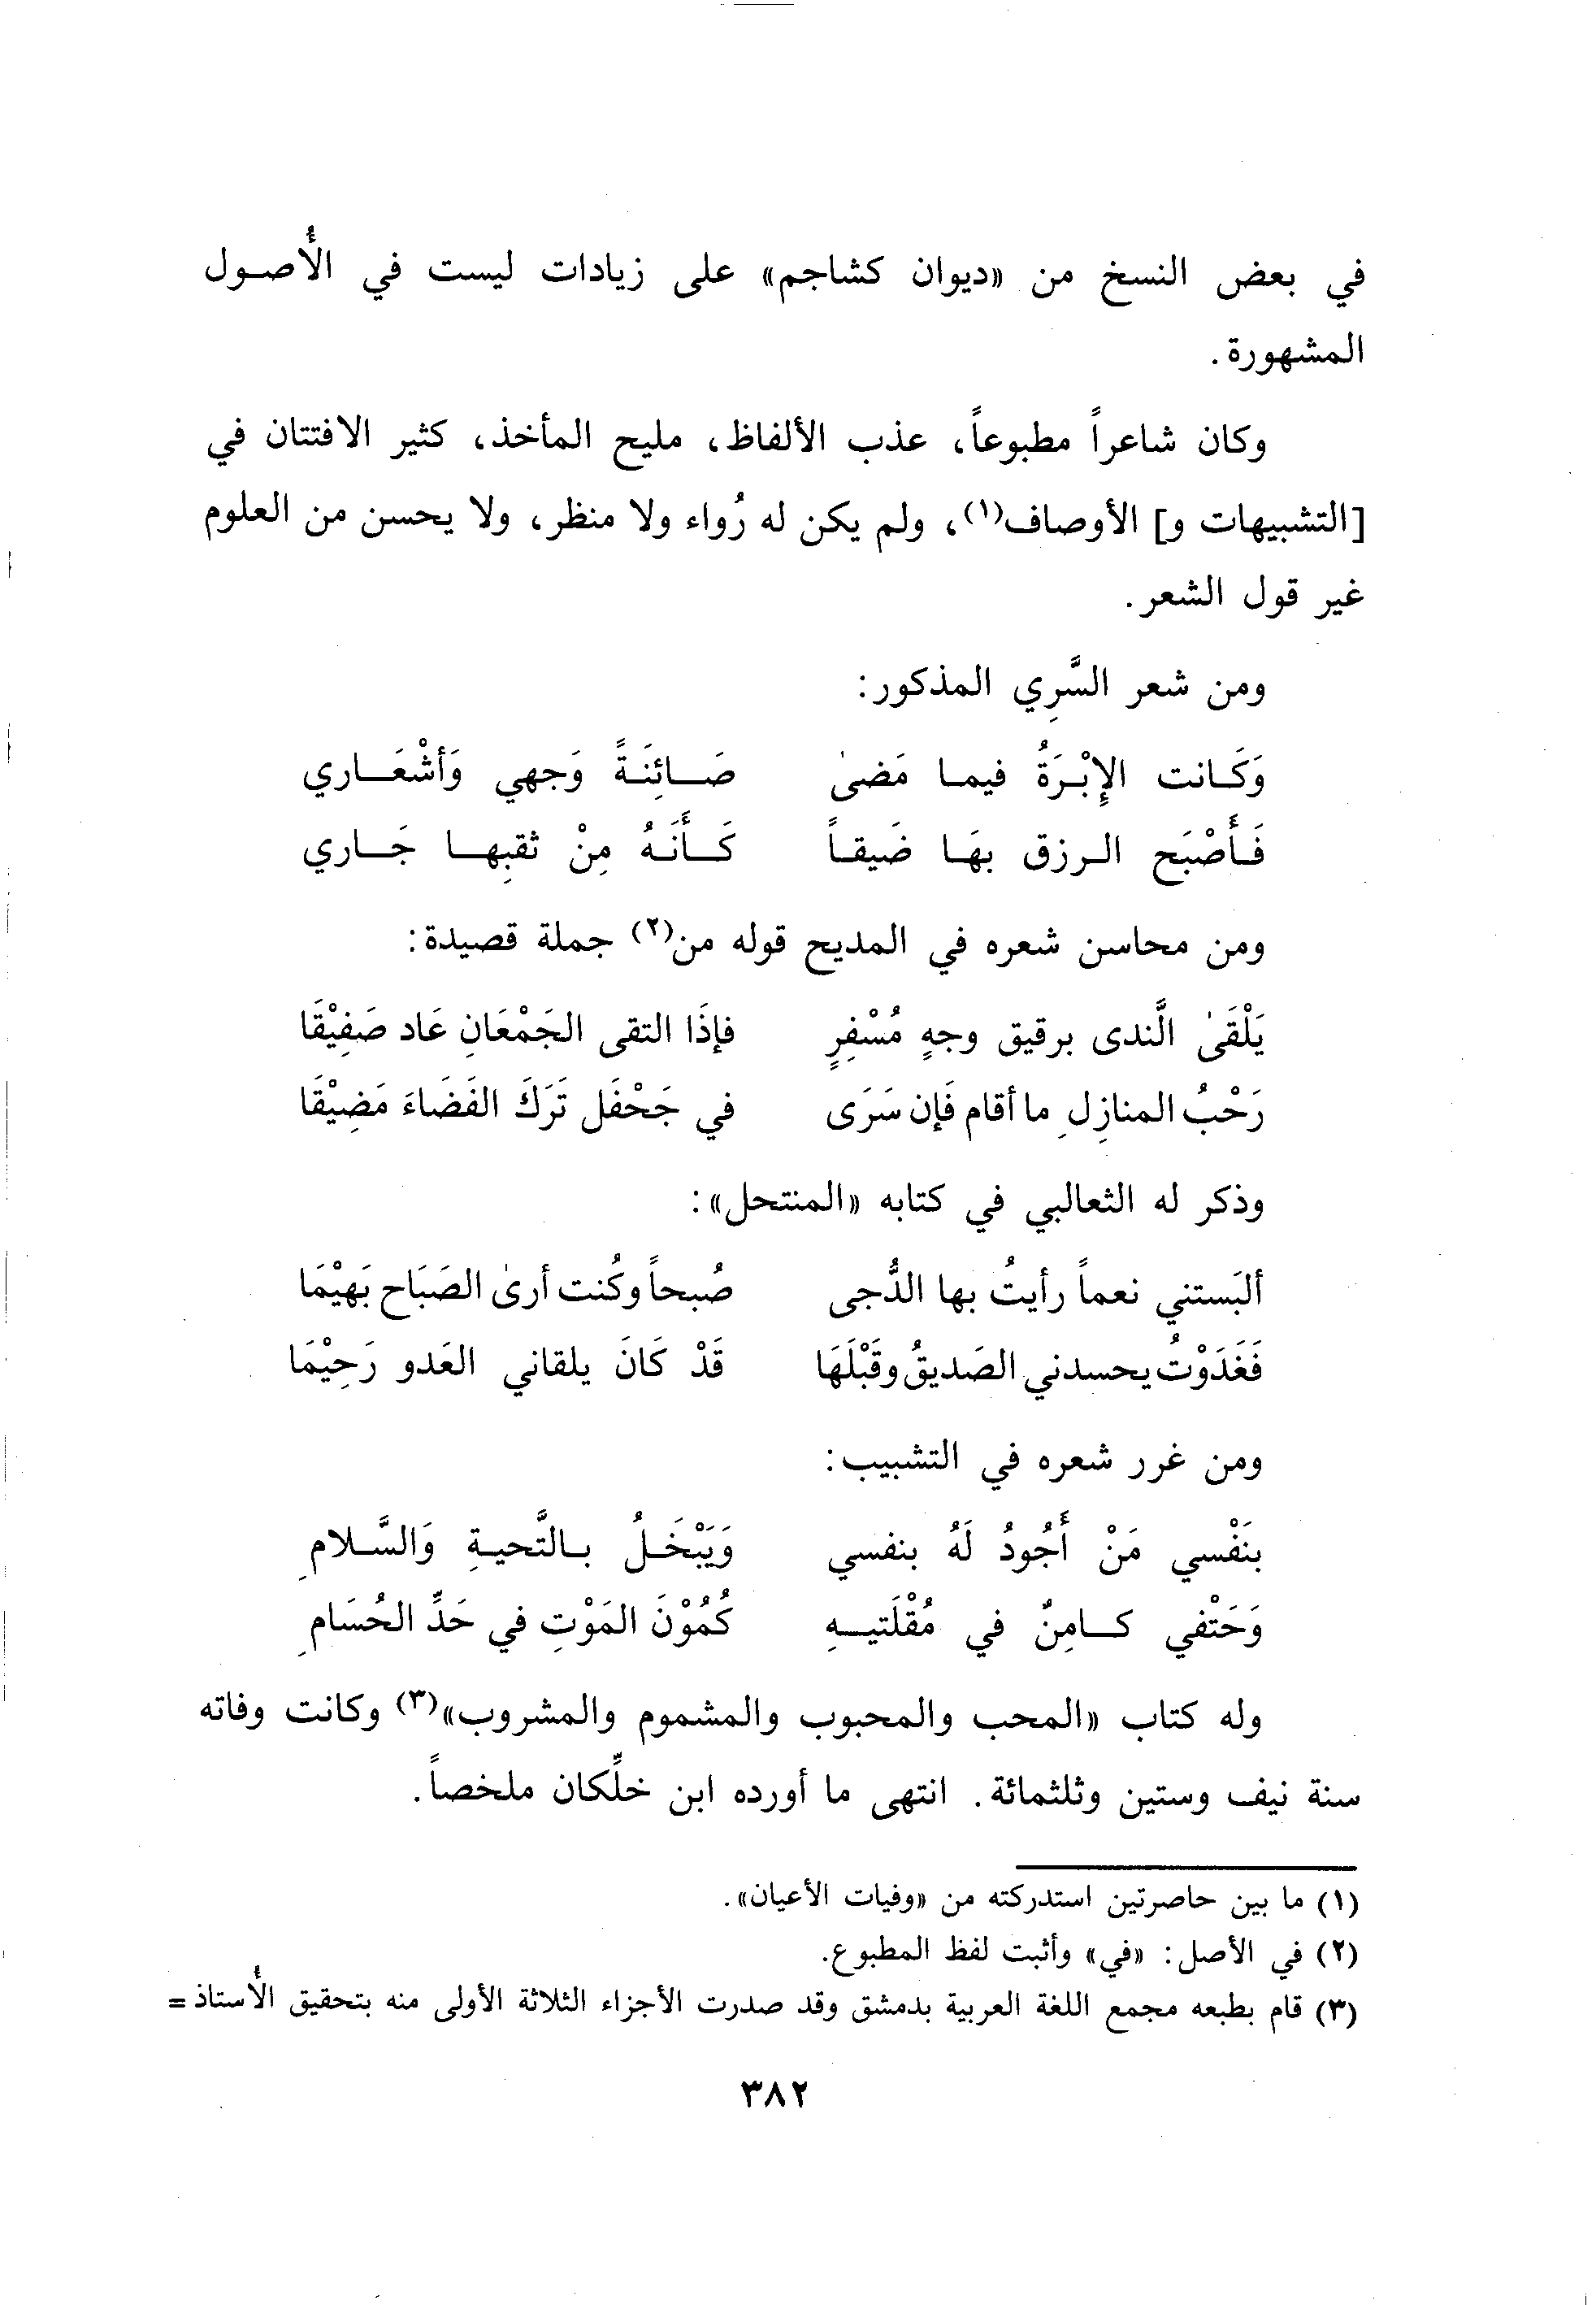 في بعض النسخ من «ديوان كشاجم» على زيادات ليست في الأُصول
المشهورة.
وكان شاعراً مطبوعاً، عذب الألفاظ، مليح المأخذ، كثير الافتتان في
[التشبيهات و] الأوصاف(١)، ولم يكن له رُواء ولا منظر، ولا يحسن من العلوم
غير قول الشعر.
ومن شعر السَّرِي المذكور:
وَكَانت الإِبْرَةُ فيما مَضىٰ صَائِنَةً وَجهي وَأشْعَاري
فَأَصْبَح الرزق بهَا ضَيقاً كَأَنَهُ مِنْ ثقبِها جَاري
ومن محاسن شعره في المديح قوله من(٢) جملة قصيدة:
يَلْقَىٰ الَّندى برقيق وجهٍ مُسْفِرٍ فإذَا التقى الجَمْعَانِ عَاد صَفِيْقَا
رَحْبُ المنازِلِ ما أقام فَإن سَرَى في جَحْفَل تَرَكَ الفَضَاءَ مَضِيْقَا
وذكر له الثعالبي في كتابه «المنتحل»:
ألبَستني نعماً رأيتُ بها الدُّجى صُبحاً وكُنت أرىٰ الصَبَاح بَهيْمَا
فَغَدَوْتُ يحسدني الصَديقُ وقَبْلَهَا قَدْ كَانَ يلقاني العَدو رَحِيْمَا
ومن غرر شعره في التشبيب:
بنَفْسي مَنْ أَجُودُ لَهُ بنفسي وَيَبْخَلُ بالتَّحيةِ وَالسَّلامِ
وَحَتْفي كامِنٌ في مُقْلَتيهِ كُمُوْنَ المَوْتِ في حَدِّ الحُسَامِ
وله كتاب «المحب والمحبوب والمشموم والمشروب»(٣) وكانت وفاته
سنة نيف وستين وثلثمائة. انتهى ما أورده ابن خلِّكان ملخصاً.
(١) ما بين حاصرتين استدركته من «وفيات الأعيان».
(٢) في الأصل: «في» وأثبت لفظ المطبوع.
(٣) قام بطبعه مجمع اللغة العربية بدمشق وقد صدرت الأجزاء الثلاثة الأولى منه بتحقيق الأُستاذ =
٣٨٢